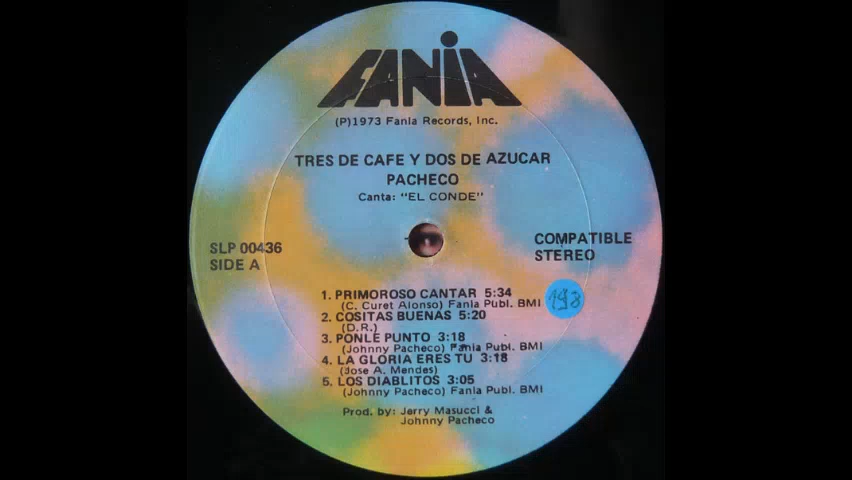 FANIA
(P)1973 Fania Records, Inc.
TRES DE CAFE Y DOS DE AZUCAR
PACHECO
Canta: "EL CONDE"
SLP 00436
SIDE A
COMPATIBLE
STEREO
1. PRIMOROSO CANTAR 5:34
(C. Curet Alonso) Fania Publ. BMI
2. COSITAS BUENAS 5:20
(D.R.)
3. PONLE PUNTO 3:18
(Johnny Pacheco) Fania Publ. BMI
4. LA GLORIA ERES TU 3:18
(Jose A. Mendes)
5. LOS DIABLITOS 3:05
(Johnny Pacheco) Fania Publ. BMI
Prod. by: Jerry Masucci &
Johnny Pacheco